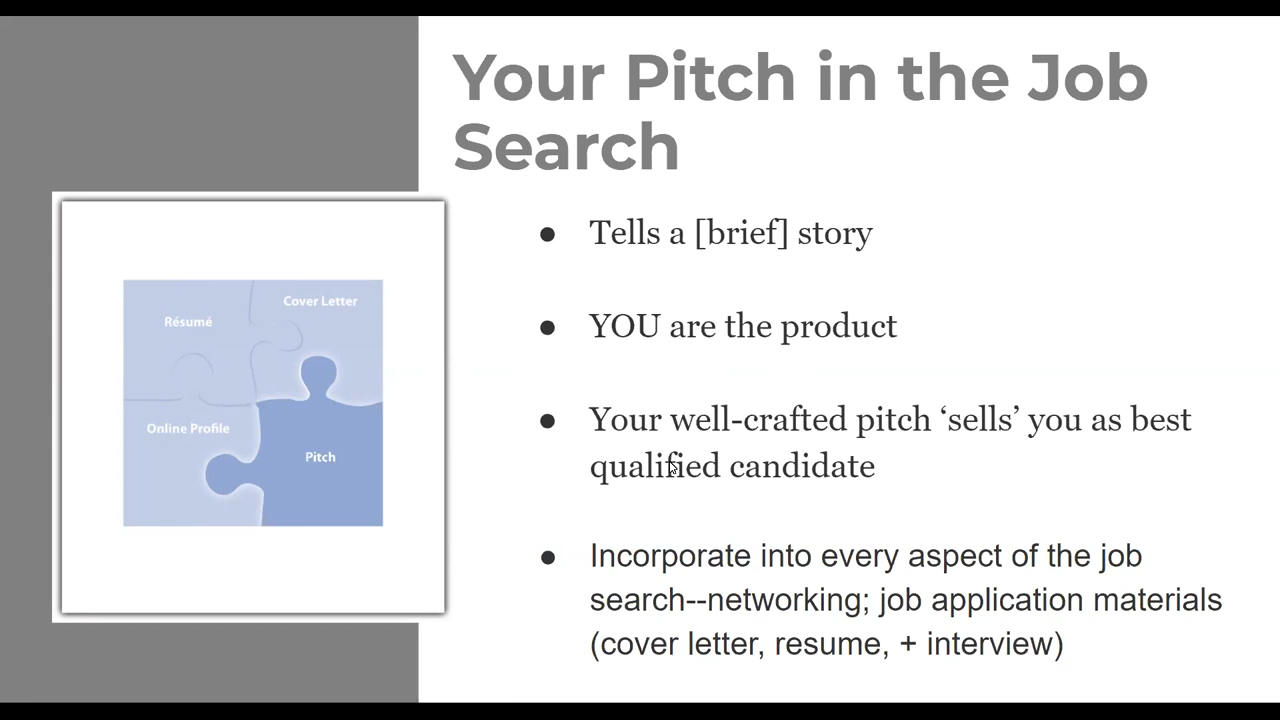 Your Pitch in the Job
Search
● Tells a [brief] story
● YOU are the product
● Your well-crafted pitch ‘sells’ you as best
qualified candidate
● Incorporate into every aspect of the job
search--networking; job application materials
(cover letter, resume, + interview)
Résumé
Cover Letter
Online Profile
Pitch